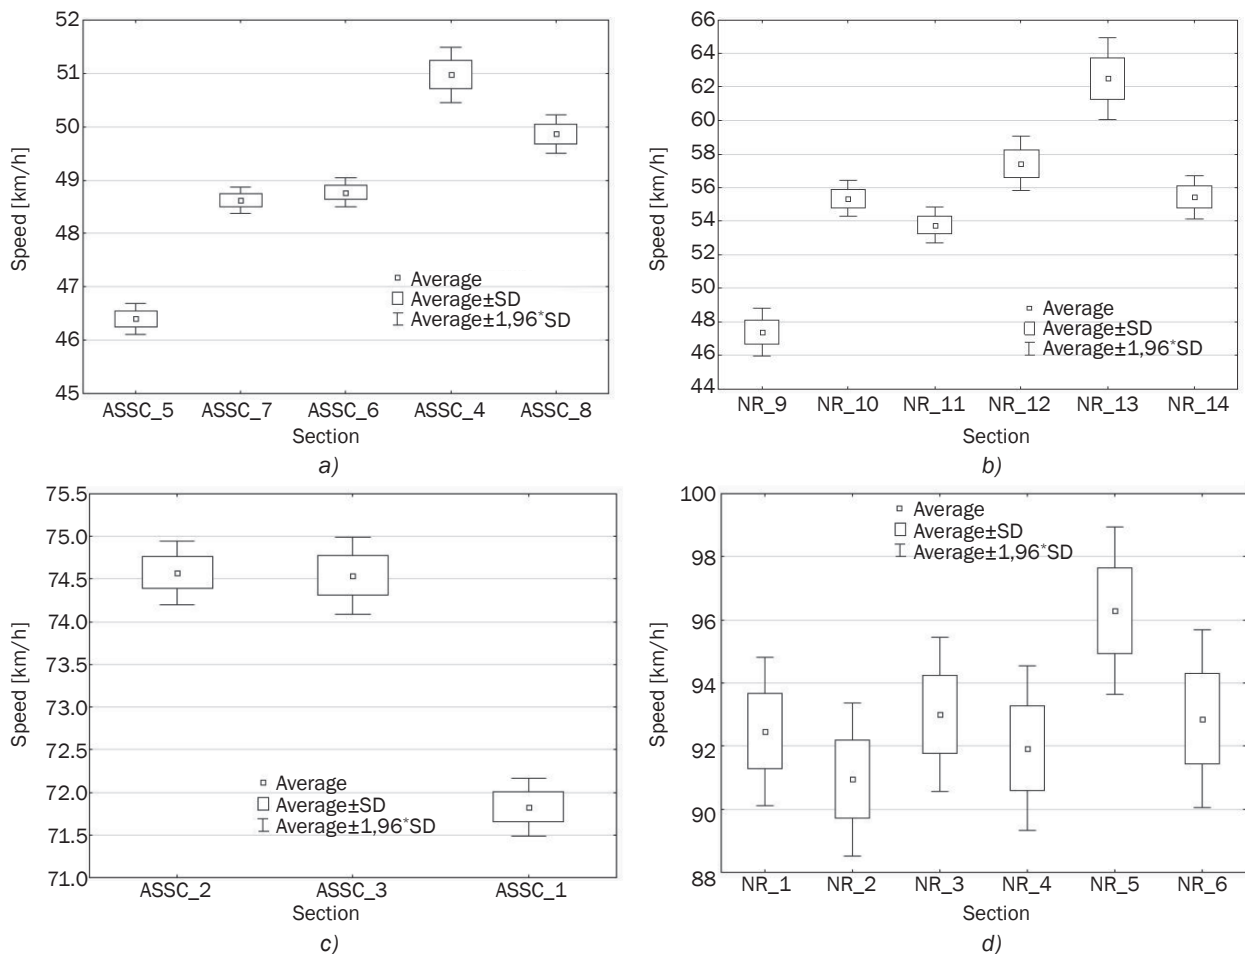 52
51
50
49
48
47
46
45
Speed [km/h]
Average
Average±SD
Average±1,96*SD
ASSC_5 ASSC_7 ASSC_6 ASSC_4 ASSC_8
Section
a)
66
64
62
60
58
56
54
52
50
48
46
44
Speed [km/h]
Average
Average±SD
Average±1,96*SD
NR_9 NR_10 NR_11 NR_12 NR_13 NR_14
Section
b)
75.5
75.0
74.5
74.0
73.5
73.0
72.5
72.0
71.5
71.0
Speed [km/h]
Average
Average±SD
Average±1,96*SD
ASSC_2 ASSC_3 ASSC_1
Section
c)
100
98
96
94
92
90
88
Speed [km/h]
Average
Average±SD
Average±1,96*SD
NR_1 NR_2 NR_3 NR_4 NR_5 NR_6
Section
d)